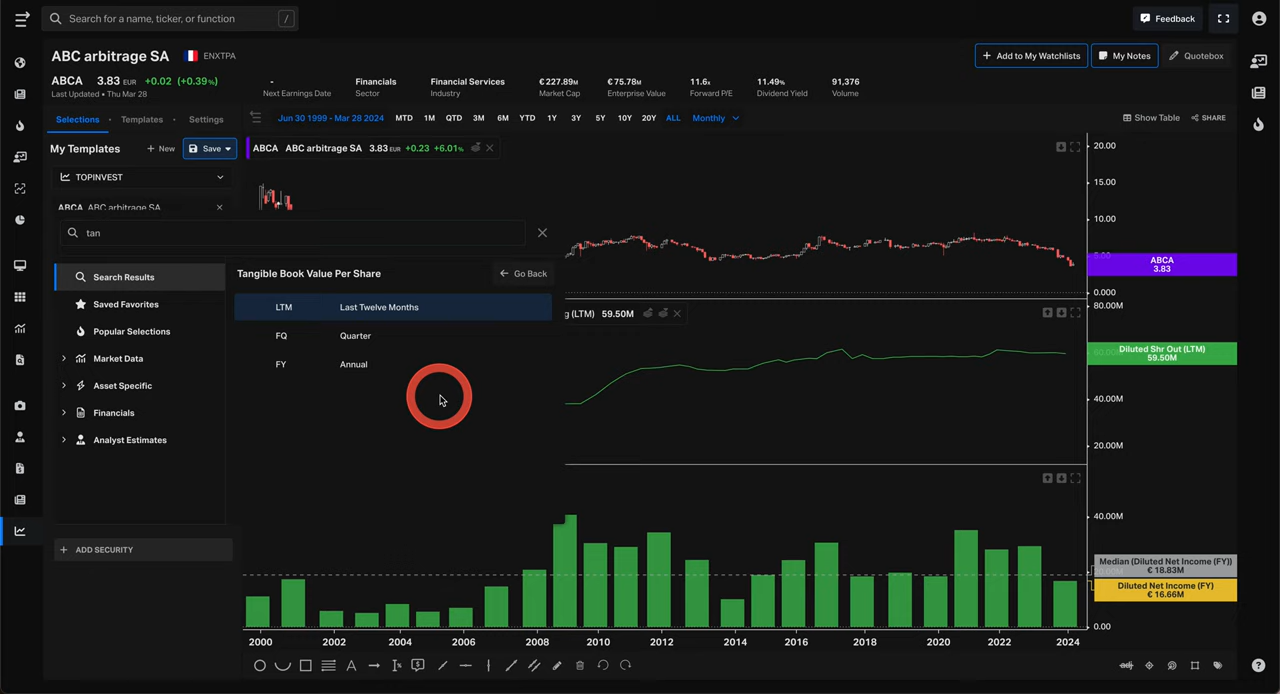 Search for a name, ticker, or function
/
Feedback
ABC arbitrage SA
ENXTPA
ABCA 3.83 EUR +0.02 (+0.39%)
Last Updated • Thu Mar 28
-
Next Earnings Date
Financials
Sector
Financial Services
Industry
€ 227.89M
Market Cap
€ 75.78M
Enterprise Value
11.6x
Forward P/E
11.49%
Dividend Yield
91,376
Volume
+ Add to My Watchlists
My Notes
Quotebox
Selections • Templates • Settings
Jun 30 1999 - Mar 28 2024 MTD 1M QTD 3M 6M YTD 1Y 3Y 5Y 10Y 20Y ALL Monthly
Show Table
SHARE
My Templates
+ New
Save
TOPINVEST
ABCA ABC arbitrage SA
ABCA ABC arbitrage SA 3.83 EUR +0.23 +6.01%
tan
Search Results
Saved Favorites
Popular Selections
Market Data
Asset Specific
Financials
Analyst Estimates
Tangible Book Value Per Share
Go Back
LTM Last Twelve Months
FQ Quarter
FY Annual
+ ADD SECURITY
g (LTM) 59.50M
20.00
15.00
10.00
5.00
ABCA
3.83
0.000
80.00M
Diluted Shr Out (LTM)
59.50M
40.00M
20.00M
40.00M
Median (Diluted Net Income (FY))
€ 18.83M
Diluted Net Income (FY)
€ 16.66M
0.00
2000 2002 2004 2006 2008 2010 2012 2014 2016 2018 2020 2022 2024